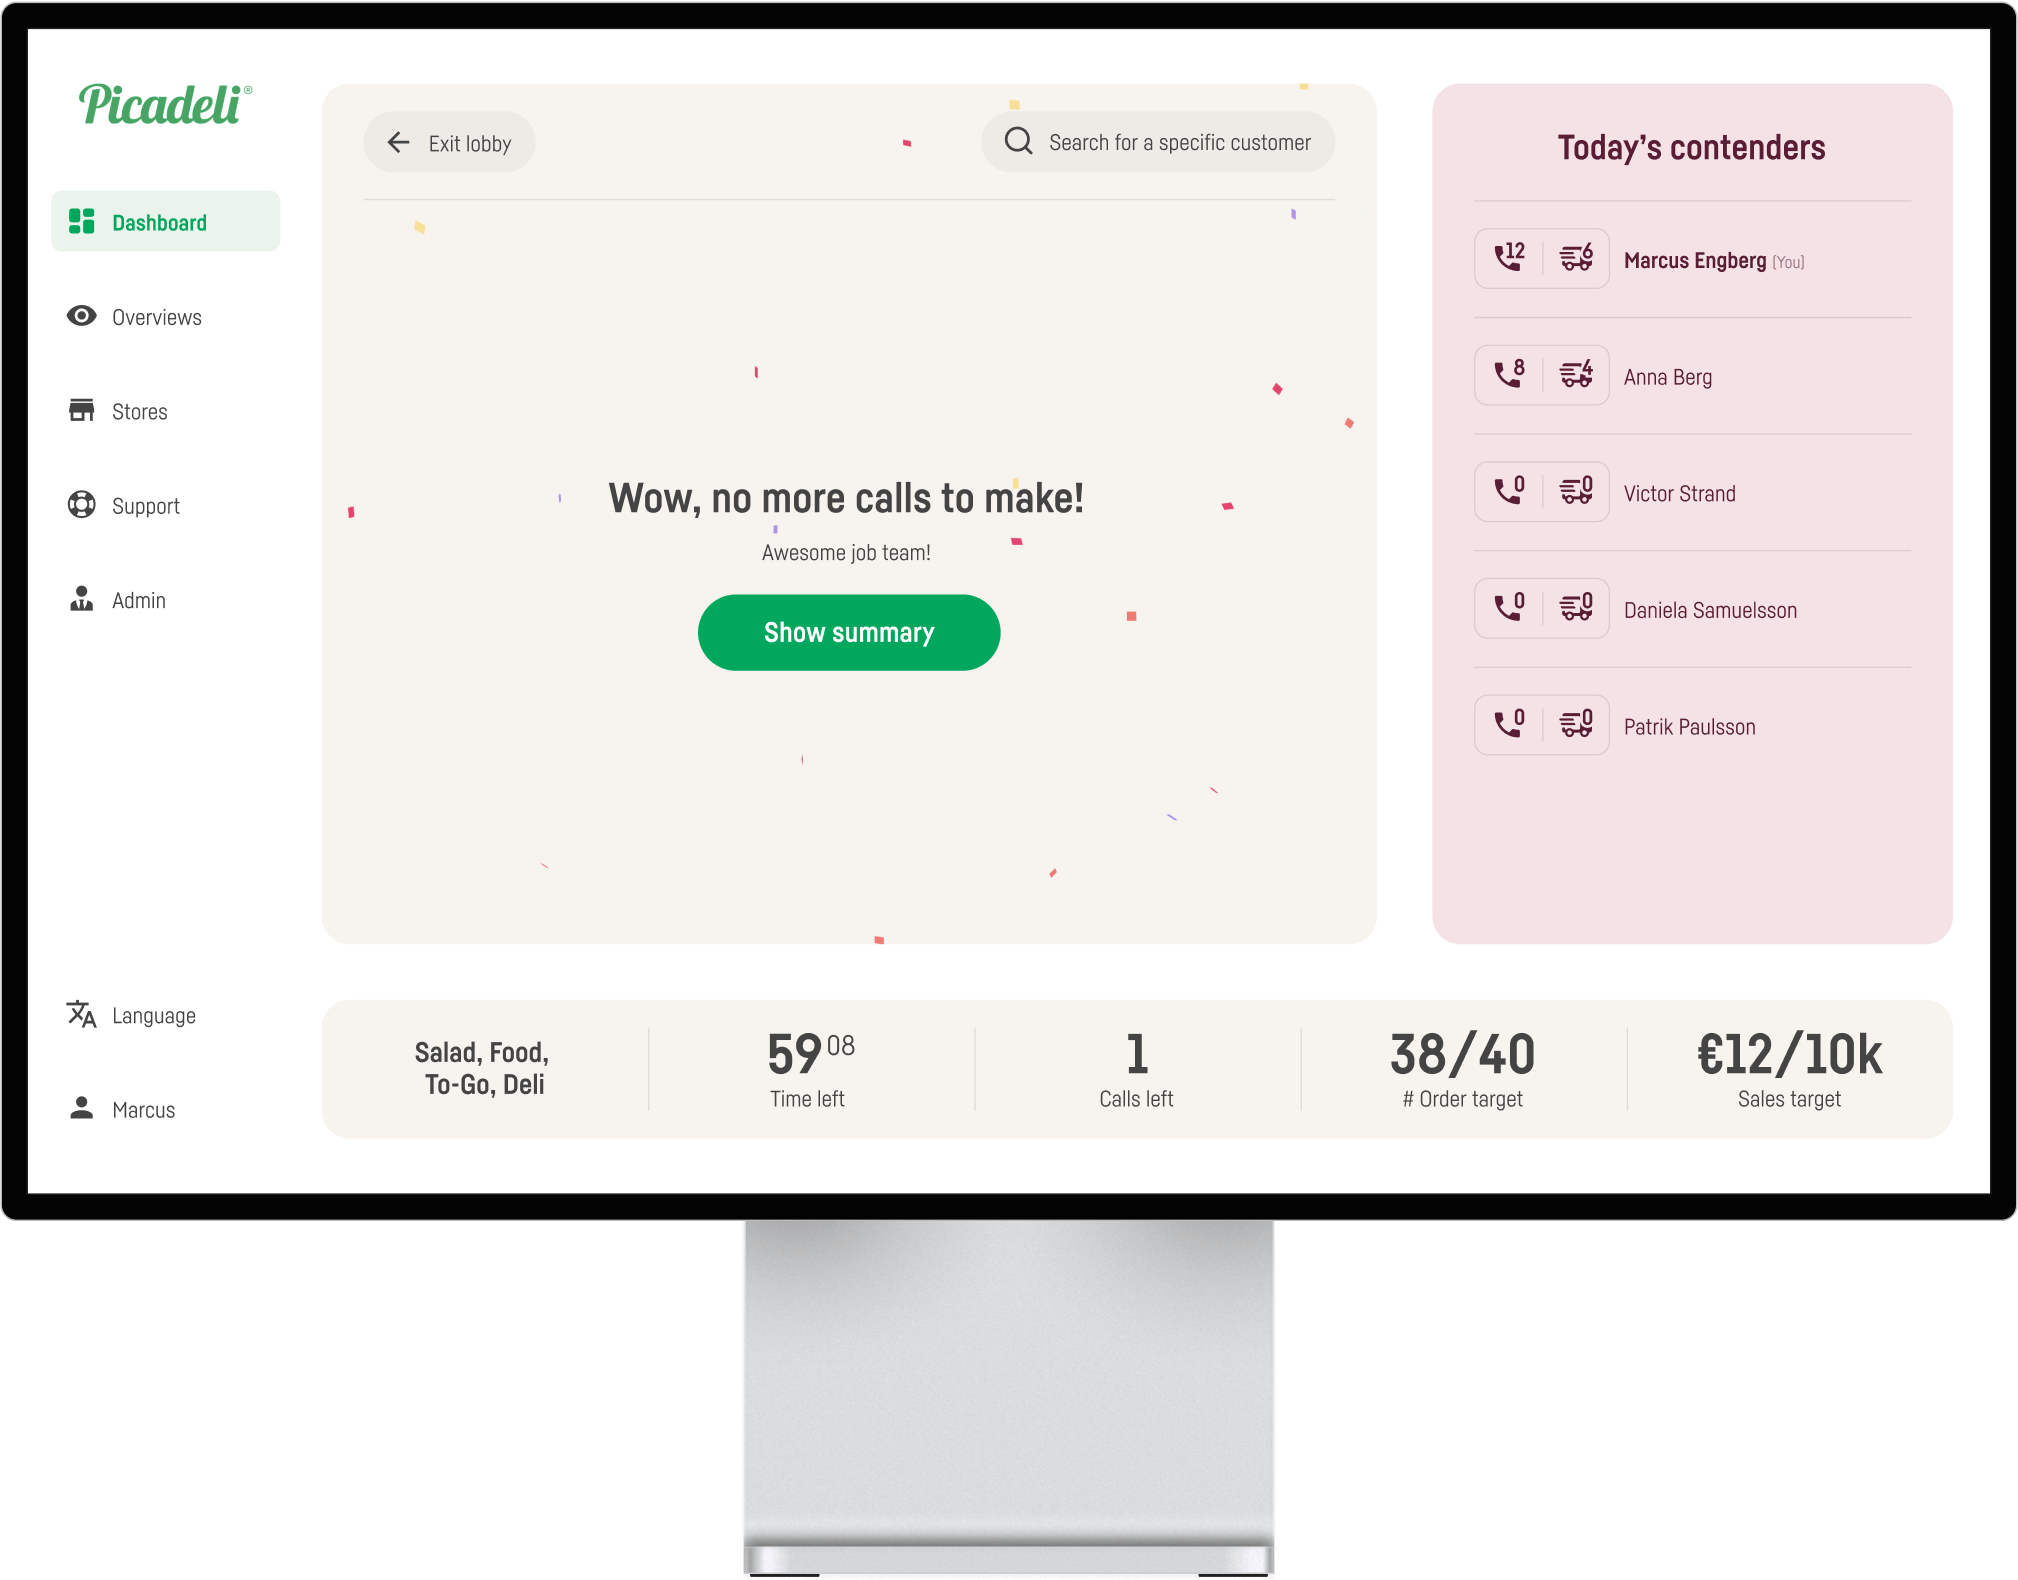 Picadeli®
Dashboard
Overviews
Stores
Support
Admin
Language
Marcus
Exit lobby
Search for a specific customer
Wow, no more calls to make!
Awesome job team!
Show summary
Today's contenders
12 6 Marcus Engberg (You)
8 4 Anna Berg
0 0 Victor Strand
0 0 Daniela Samuelsson
0 0 Patrik Paulsson
Salad, Food,
To-Go, Deli
59 08
Time left
1
Calls left
38/40
# Order target
€12/10k
Sales target